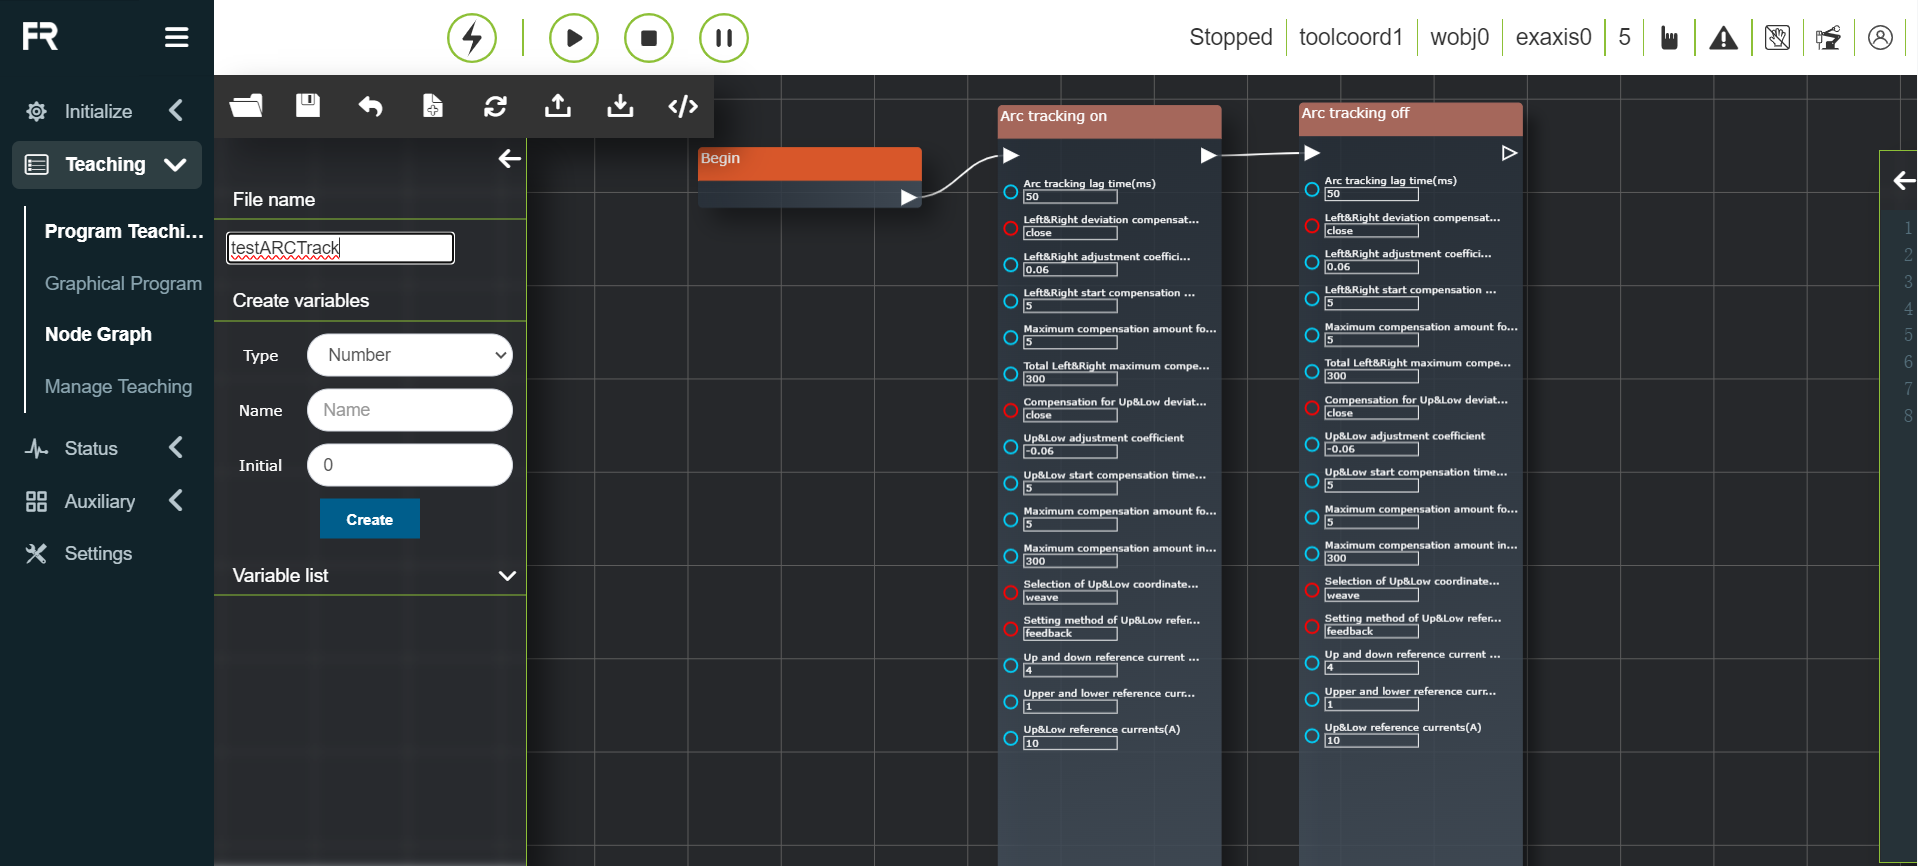 FR
Stopped
toolcoord1
wobj0
exaxis0
5
Initialize
Teaching
Program Teachi...
Graphical Program
Node Graph
Manage Teaching
Status
Auxiliary
Settings
File name
testARCTrack
Create variables
Type
Number
Name
Name
Initial
0
Create
Variable list
Begin
Arc tracking on
Arc tracking lag time(ms)
50
Left&Right deviation compensat...
close
Left&Right adjustment coeffici...
0.06
Left&Right start compensation ...
5
Maximum compensation amount fo...
5
Total Left&Right maximum compe...
300
Compensation for Up&Low deviat...
close
Up&Low adjustment coefficient
-0.06
Up&Low start compensation time...
5
Maximum compensation amount fo...
5
Maximum compensation amount in...
300
Selection of Up&Low coordinate...
weave
Setting method of Up&Low refer...
feedback
Up and down reference current ...
4
Upper and lower reference curr...
1
Up&Low reference currents(A)
10
Arc tracking off
Arc tracking lag time(ms)
50
Left&Right deviation compensat...
close
Left&Right adjustment coeffici...
0.06
Left&Right start compensation ...
5
Maximum compensation amount fo...
5
Total Left&Right maximum compe...
300
Compensation for Up&Low deviat...
close
Up&Low adjustment coefficient
-0.06
Up&Low start compensation time...
5
Maximum compensation amount fo...
5
Maximum compensation amount in...
300
Selection of Up&Low coordinate...
weave
Setting method of Up&Low refer...
feedback
Up and down reference current ...
4
Upper and lower reference curr...
1
Up&Low reference currents(A)
10
1
2
3
4
5
6
7
8